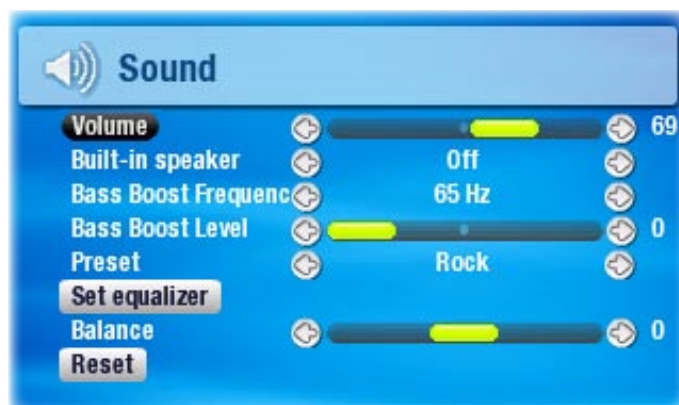 Sound
Volume 69
Built-in speaker Off
Bass Boost Frequenc 65 Hz
Bass Boost Level 0
Preset Rock
Set equalizer
Balance 0
Reset